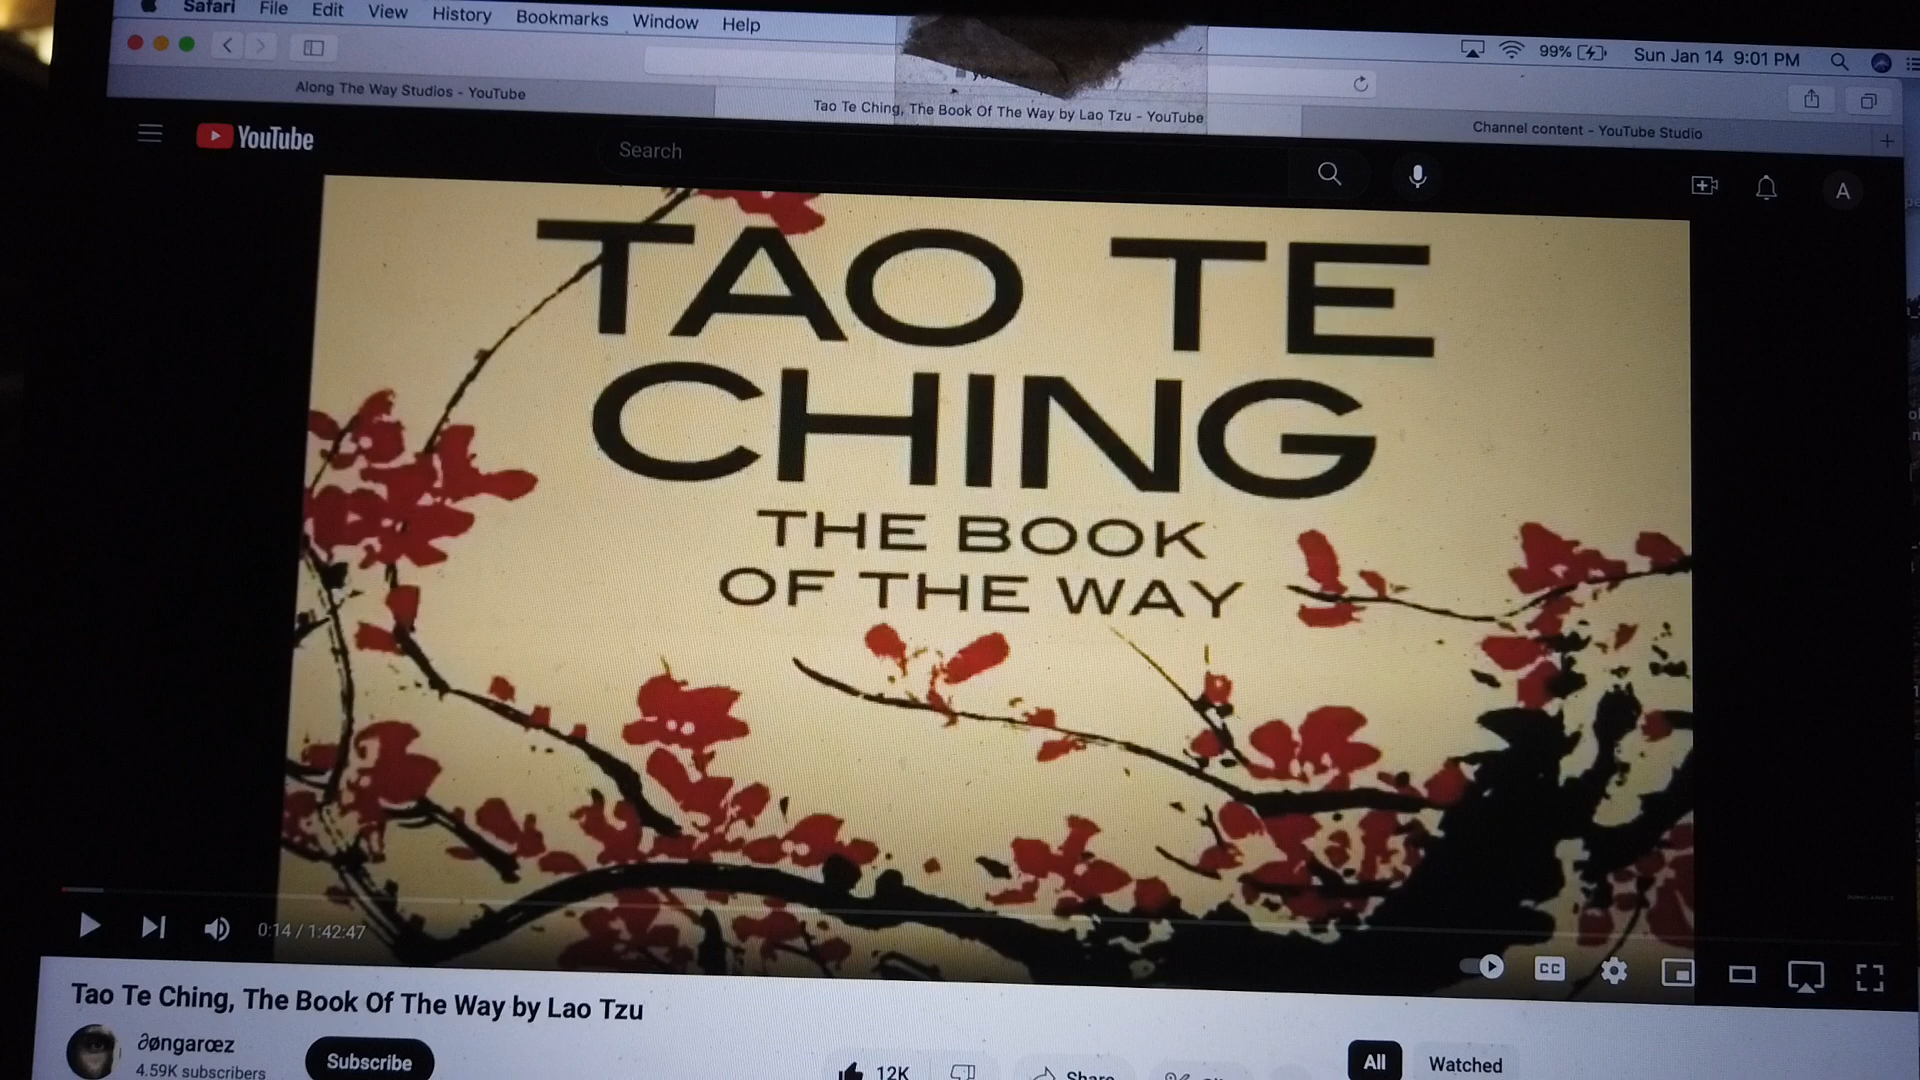 Safari File Edit View History Bookmarks Window Help
99% Sun Jan 14 9:01 PM
Along The Way Studios - YouTube
Tao Te Ching, The Book Of The Way by Lao Tzu - YouTube
Channel content - YouTube Studio
YouTube
Search
A
TAO TE
CHING
THE BOOK
OF THE WAY
0:14 / 1:42:47
CC
Tao Te Ching, The Book Of The Way by Lao Tzu
∂øngarœz
4.59K subscribers
Subscribe
12K
Share
All
Watched